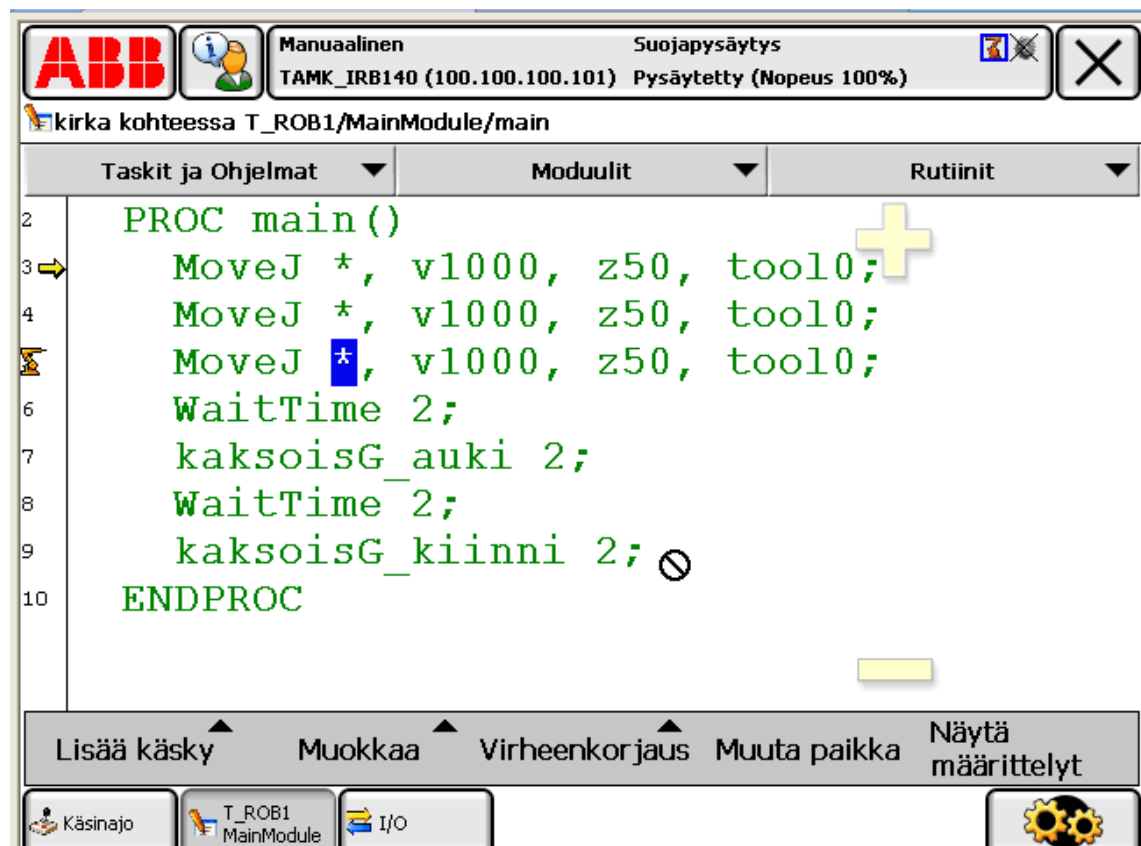 ABB
Manuaalinen Suojapysäytys
TAMK_IRB140 (100.100.100.101) Pysäytetty (Nopeus 100%)
kirka kohteessa T_ROB1/MainModule/main
Taskit ja Ohjelmat Moduulit Rutiinit
2 PROC main()
3 MoveJ *, v1000, z50, tool0;
4 MoveJ *, v1000, z50, tool0;
MoveJ *, v1000, z50, tool0;
6 WaitTime 2;
7 kaksoisG_auki 2;
8 WaitTime 2;
9 kaksoisG_kiinni 2;
10 ENDPROC
Lisää käsky Muokkaa Virheenkorjaus Muuta paikka Näytä
määrittelyt
Käsinajo T_ROB1 I/O
MainModule